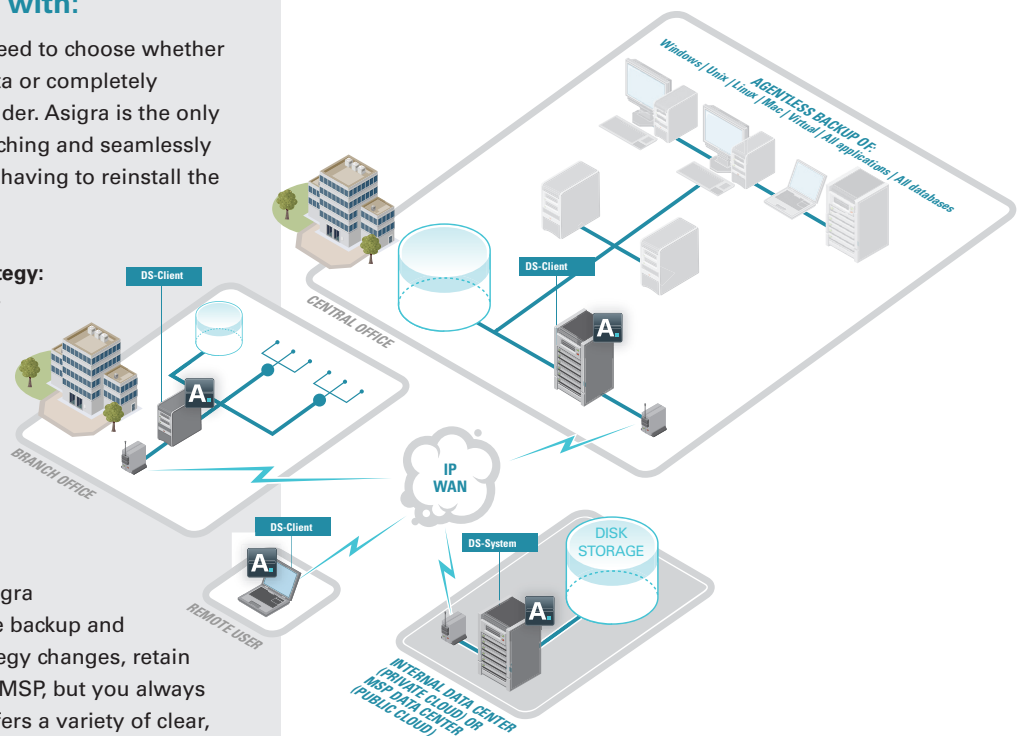 with:
eed to choose whether
ta or completely
der. Asigra is the only
ching and seamlessly
having to reinstall the
tegy:
igra
e backup and
egy changes, retain
MSP, but you always
fers a variety of clear,
AGENTLESS BACKUP OF:
Windows | Unix | Linux | Mac | Virtual | All applications | All databases
DS-Client
A.
CENTRAL OFFICE
DS-Client
A.
BRANCH OFFICE
IP
WAN
DS-Client
A.
REMOTE USER
DS-System
A.
DISK
STORAGE
INTERNAL DATA CENTER
(PRIVATE CLOUD) OR
MSP DATA CENTER
(PUBLIC CLOUD)